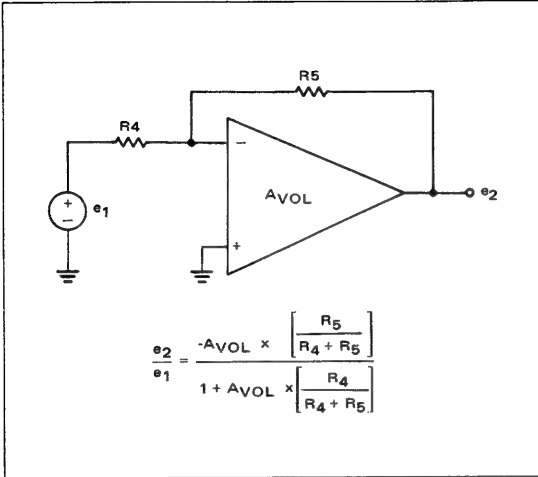 R5
R4
−
AVOL
e2
+
−
e1
+
e2
e1
=
-AVOL × [R5
R4 + R5]
1 + AVOL × [R4
R4 + R5]